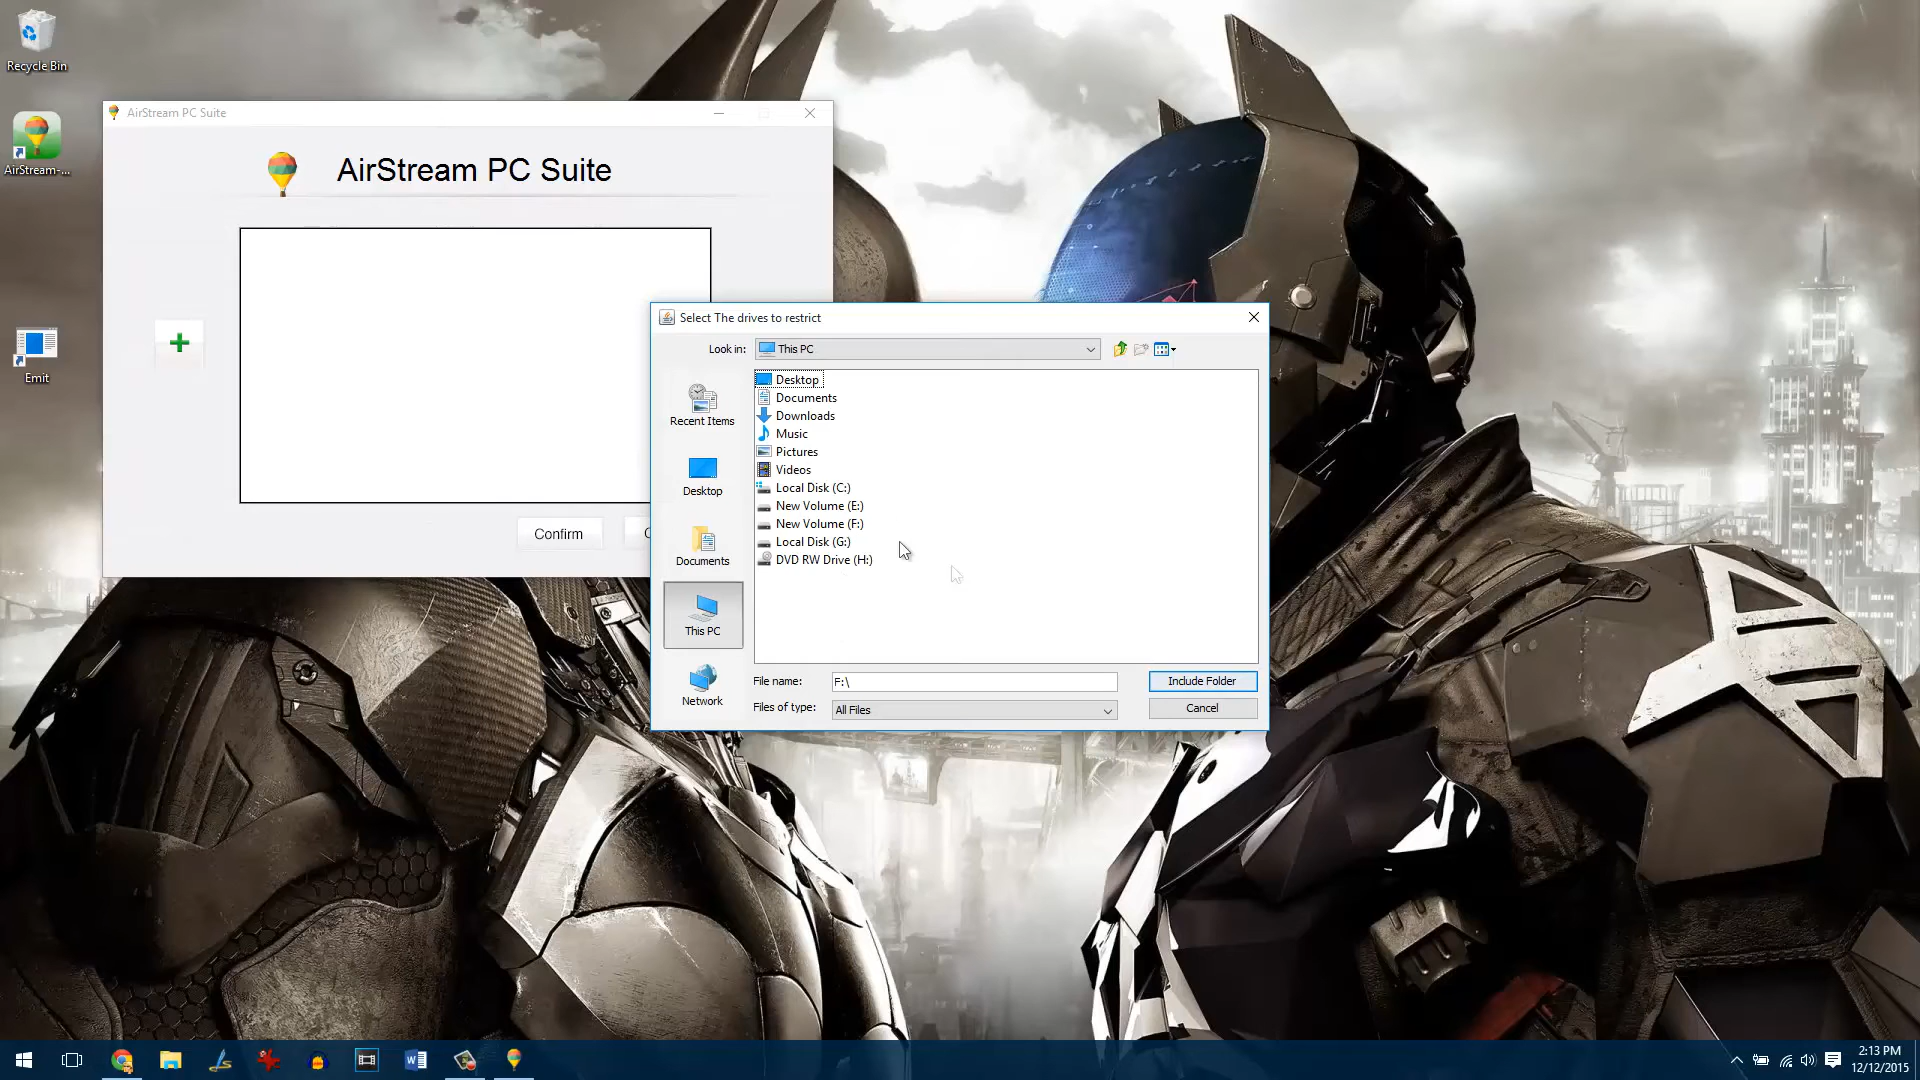 Recycle Bin
AirStream-...
Emit
AirStream PC Suite
AirStream PC Suite
Confirm
Select The drives to restrict
Look in:
This PC
Recent Items
Desktop
Documents
This PC
Network
Desktop
Documents
Downloads
Music
Pictures
Videos
Local Disk (C:)
New Volume (E:)
New Volume (F:)
Local Disk (G:)
DVD RW Drive (H:)
File name:
F:\
Include Folder
Files of type:
All Files
Cancel
2:13 PM
12/12/2015